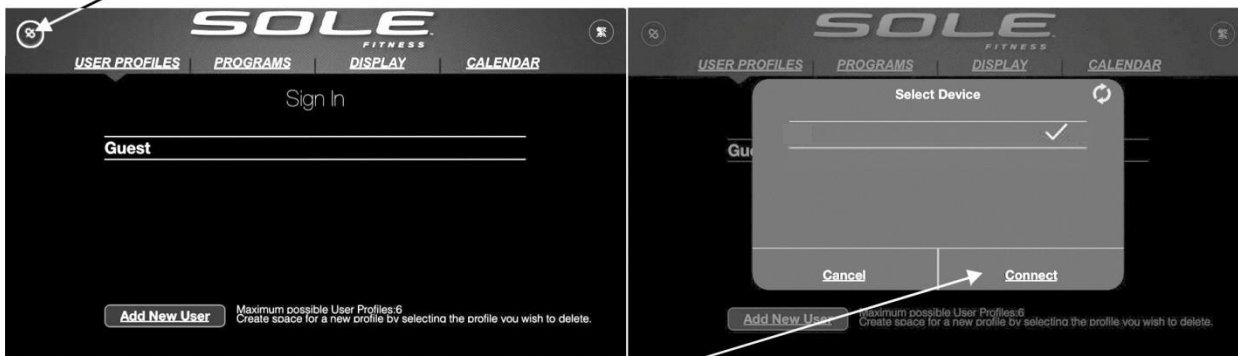 SOLE
FITNESS
USER PROFILES PROGRAMS DISPLAY CALENDAR
Sign In
Guest
Add New User
Maximum possible User Profiles:6
Create space for a new profile by selecting the profile you wish to delete.
SOLE
FITNESS
USER PROFILES PROGRAMS DISPLAY CALENDAR
Select Device
Gue
Cancel Connect
Add New User
Maximum possible User Profiles:6
Create space for a new profile by selecting the profile you wish to delete.